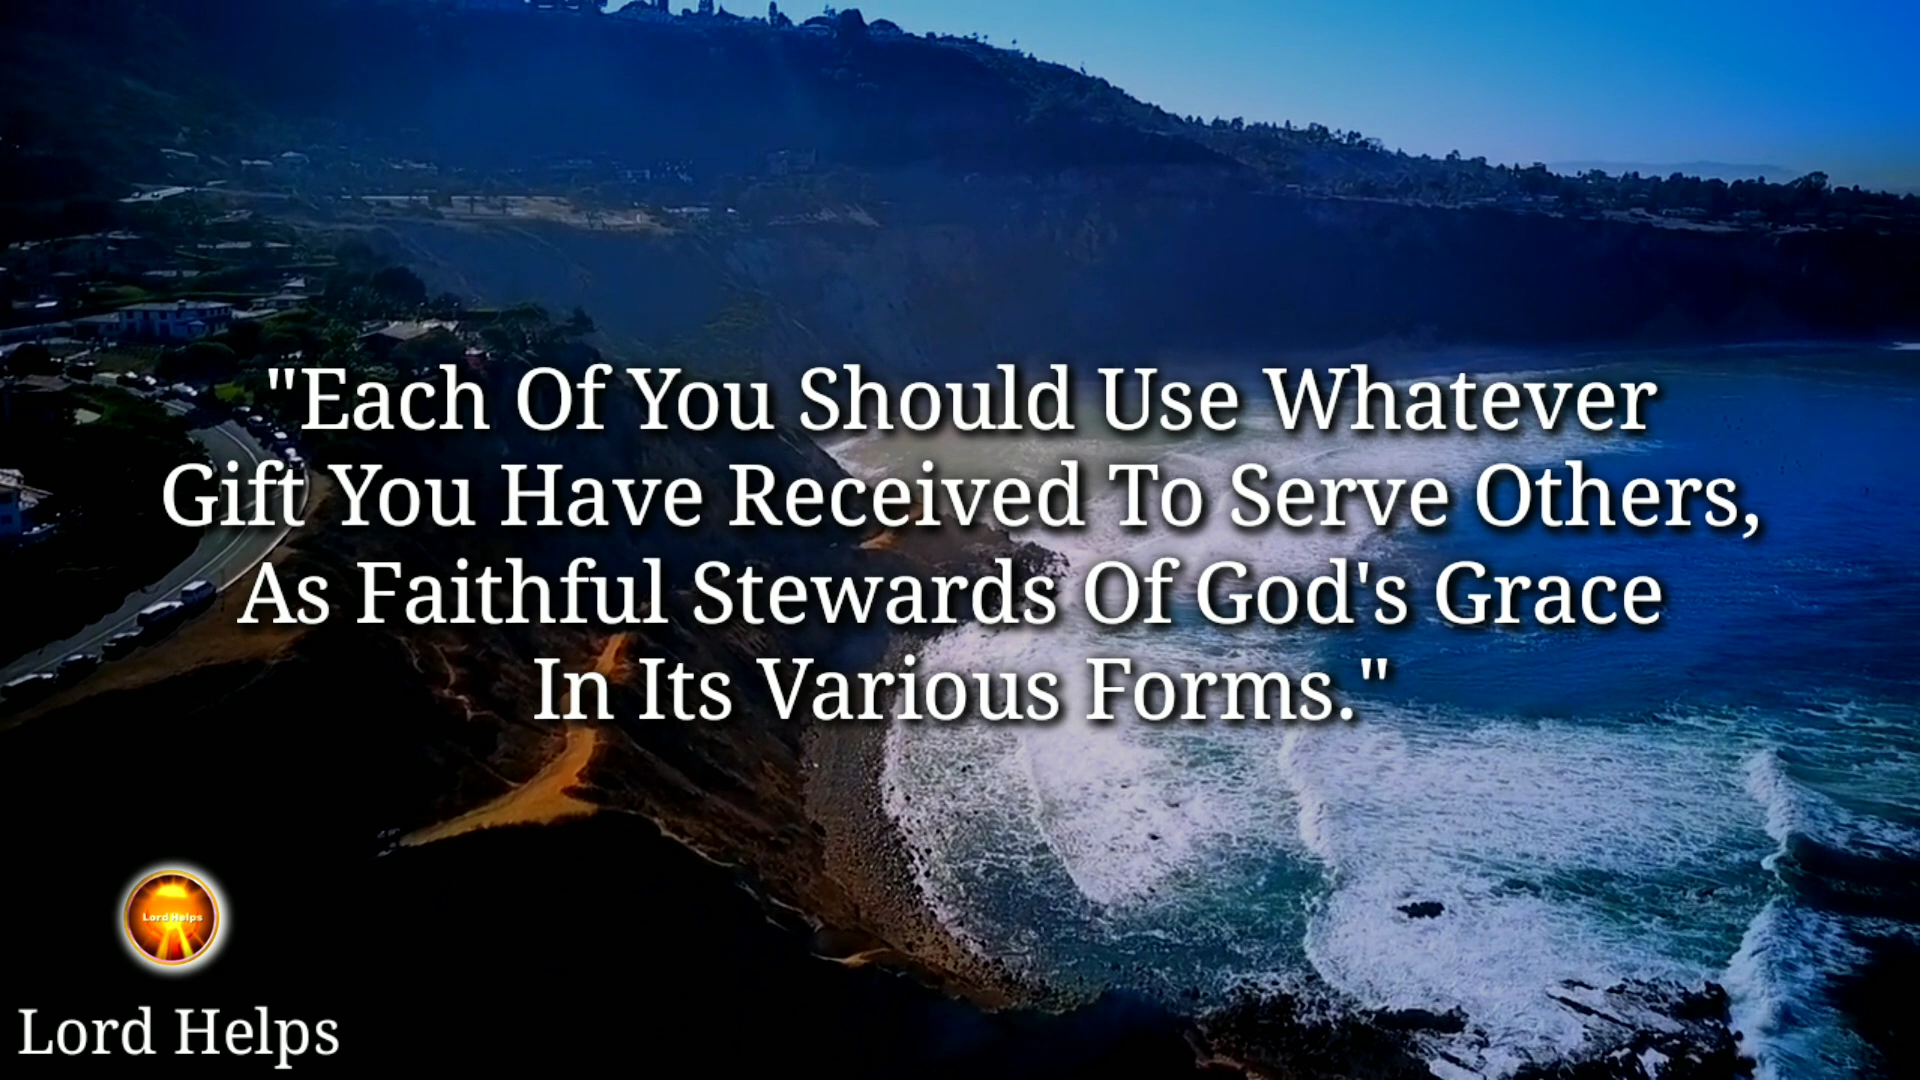 "Each Of You Should Use Whatever
Gift You Have Received To Serve Others,
As Faithful Stewards Of God's Grace
In Its Various Forms."
Lord Helps
Lord Helps